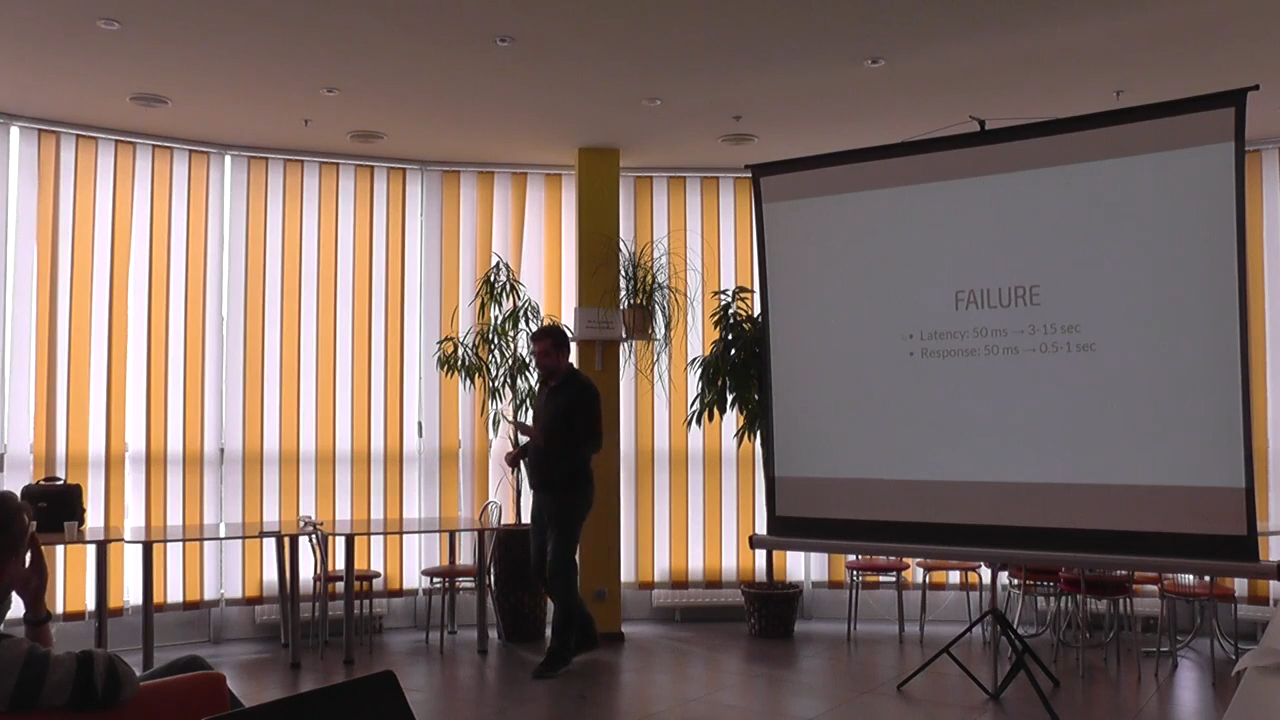 FAILURE
• Latency: 50 ms → 3-15 sec
• Response: 50 ms → 0.5-1 sec